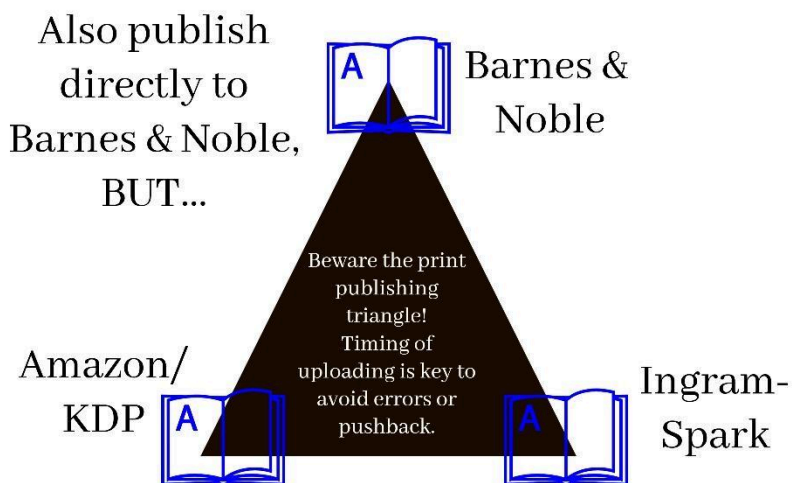 Also publish
directly to
Barnes & Noble,
BUT...
A
Barnes &
Noble
Beware the print
publishing
triangle!
Timing of
uploading is key to
avoid errors or
pushback.
Amazon/
KDP
A
A
Ingram-
Spark